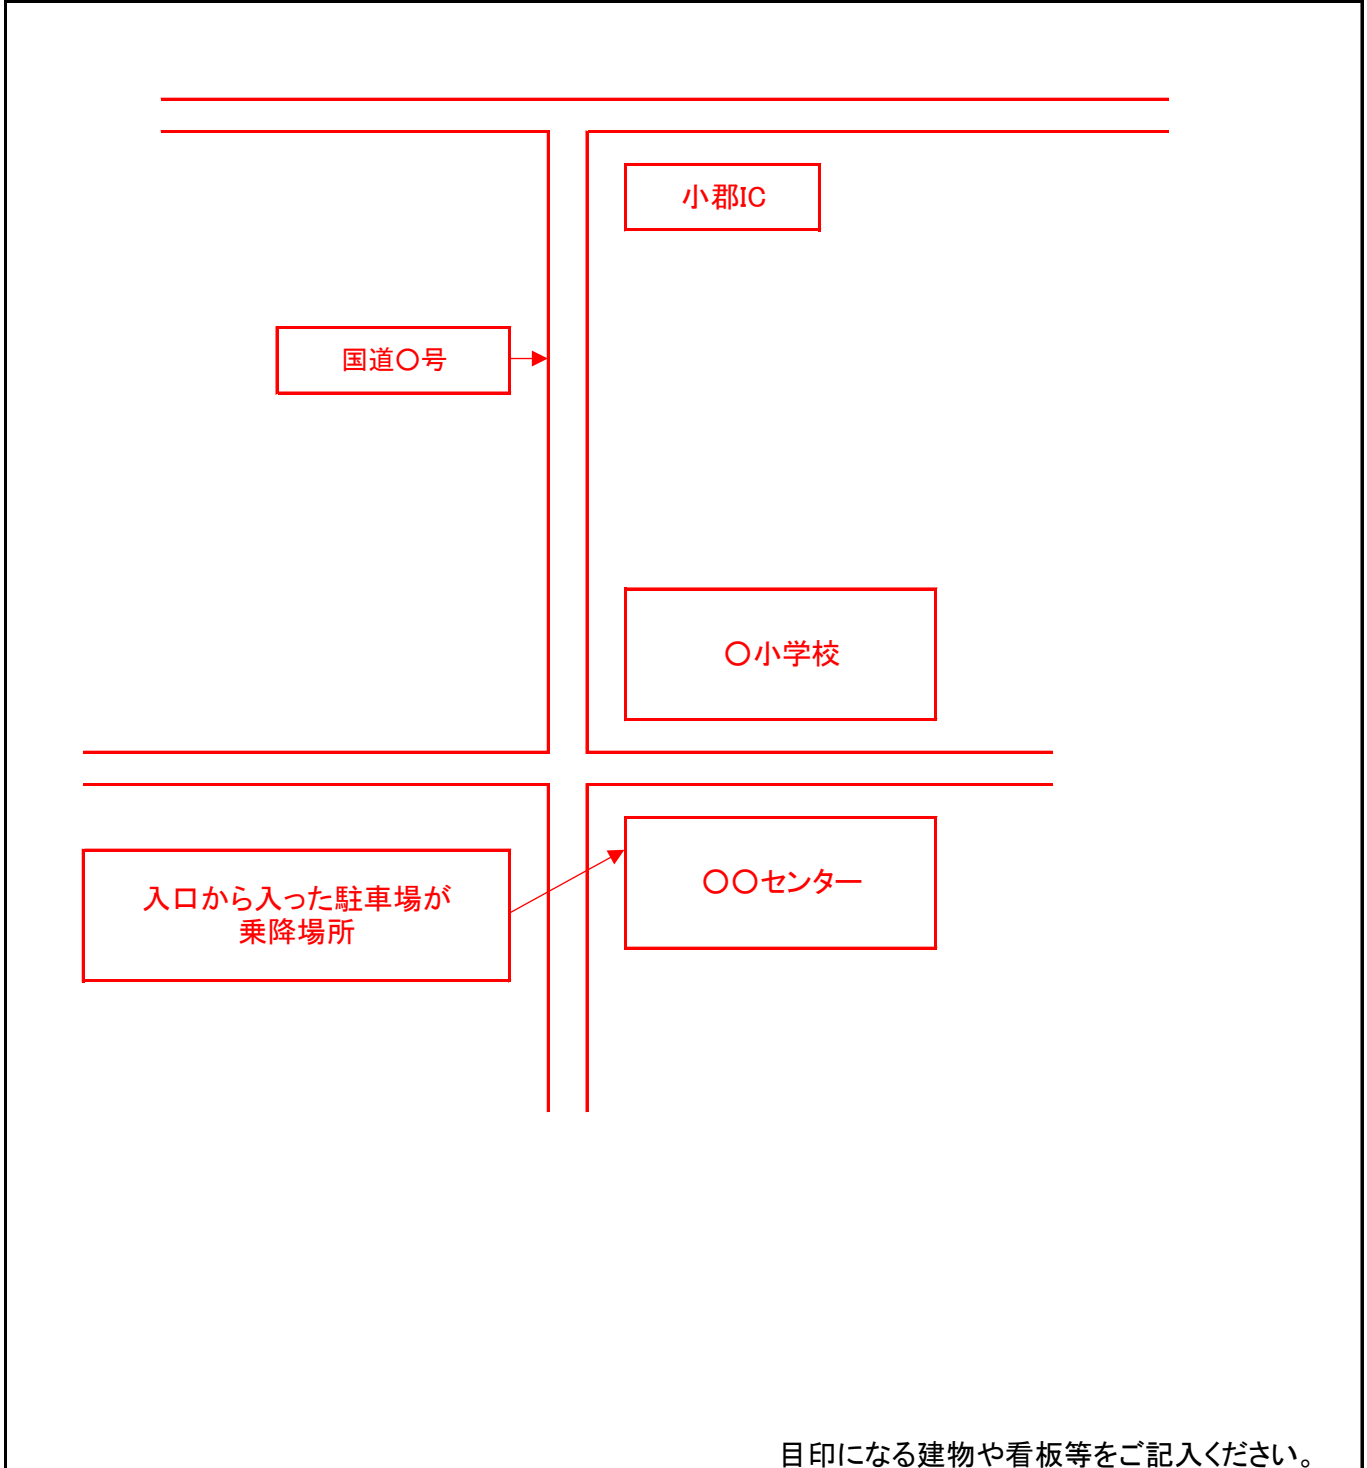 小郡IC
国道〇号
〇小学校
入口から入った駐車場が
乗降場所
〇〇センター
目印になる建物や看板等をご記入ください。